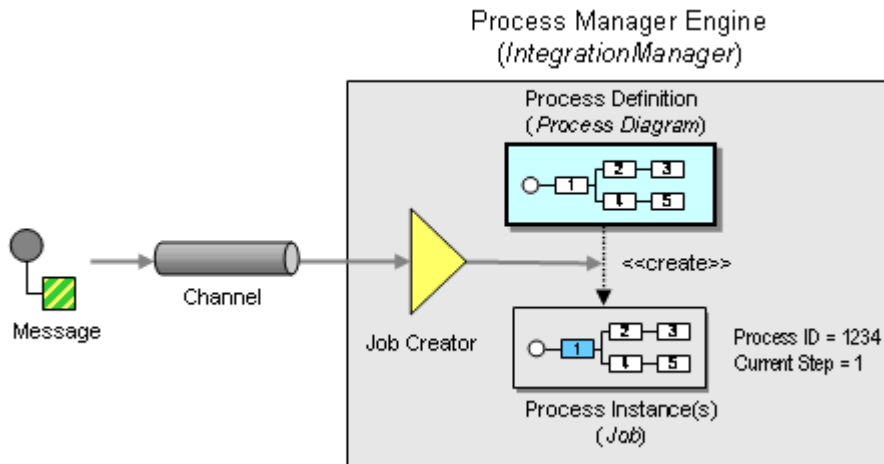 Process Manager Engine
(IntegrationManager)
Process Definition
(Process Diagram)
1
2
3
4
5
<<create>>
Message
Channel
Job Creator
1
2
3
4
5
Process ID = 1234
Current Step = 1
Process Instance(s)
(Job)